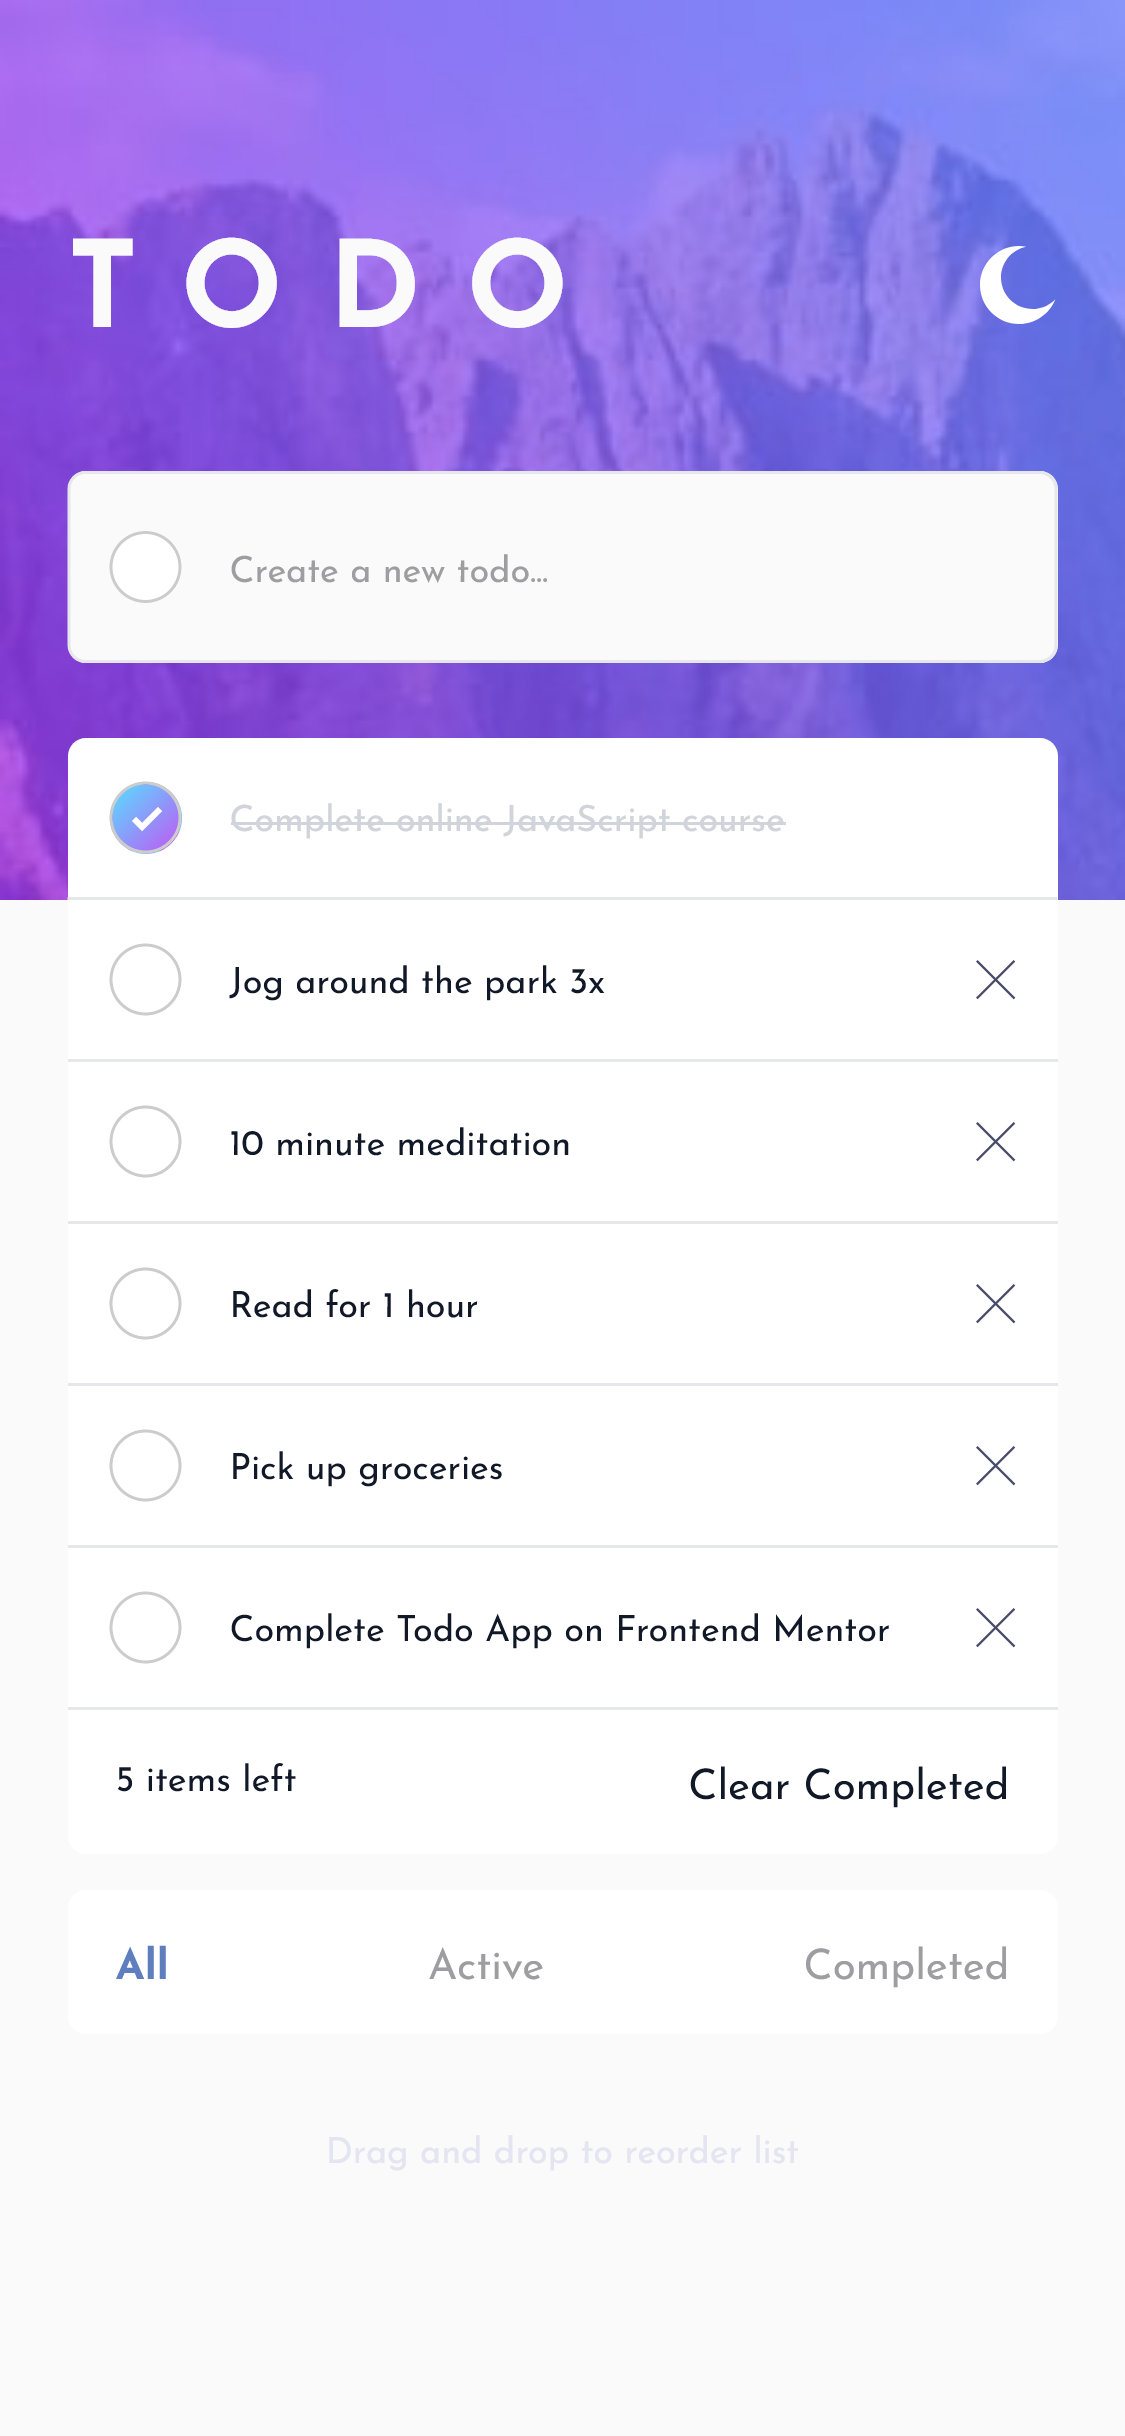 TODO
Create a new todo...
Complete online JavaScript course
Jog around the park 3x
10 minute meditation
Read for 1 hour
Pick up groceries
Complete Todo App on Frontend Mentor
5 items left
Clear Completed
All
Active
Completed
Drag and drop to reorder list